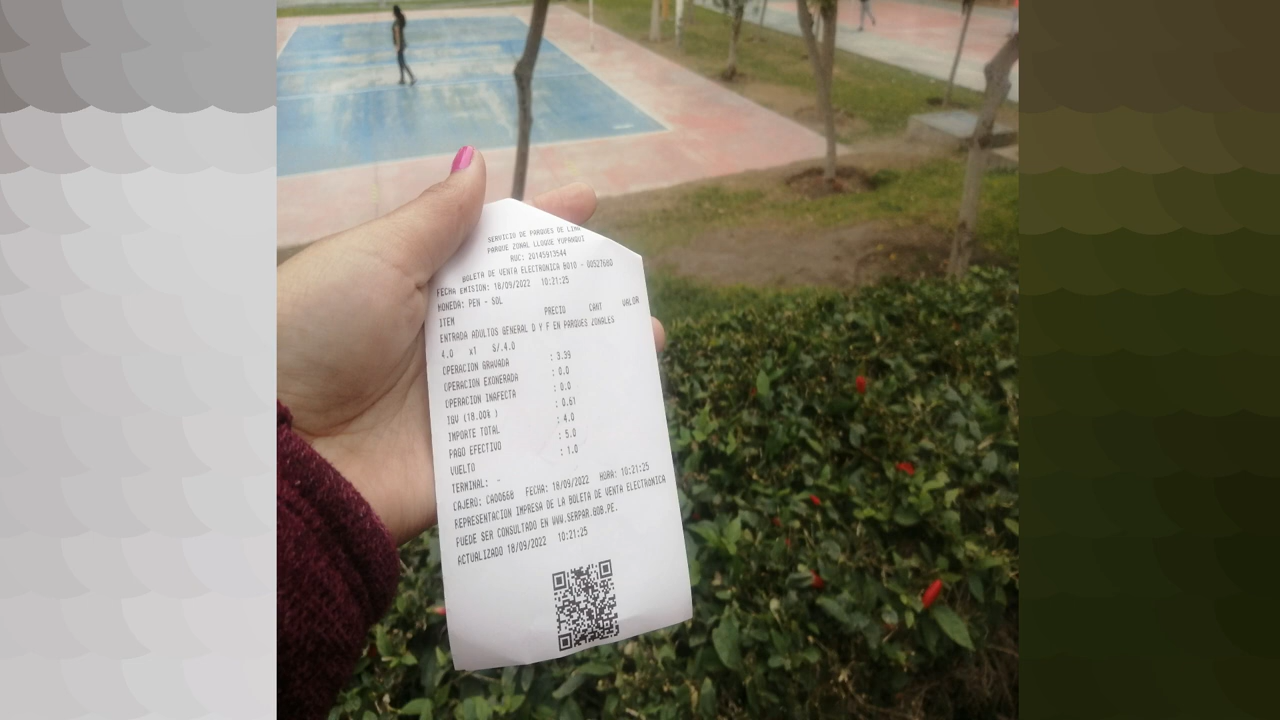 SERVICIO DE PARQUES DE LIMA
PARQUE ZONAL LLOQUE YUPANQUI
RUC: 20145913544
BOLETA DE VENTA ELECTRONICA B010 - 00527680
FECHA EMISION: 18/09/2022 10:21:25
MONEDA: PEN - SOL
ITEM PRECIO CANT VALOR
ENTRADA ADULTOS GENERAL D Y F EN PARQUES ZONALES
4.0 x1 S/.4.0
OPERACION GRAVADA : 3.39
OPERACION EXONERADA : 0.0
OPERACION INAFECTA : 0.0
IGV (18.00% ) : 0.61
IMPORTE TOTAL : 4.0
PAGO EFECTIVO : 5.0
VUELTO : 1.0
TERMINAL: -
CAJERO: CA00668 FECHA: 18/09/2022 HORA: 10:21:25
REPRESENTACION IMPRESA DE LA BOLETA DE VENTA ELECTRONICA
PUEDE SER CONSULTADO EN WWW.SERPAR.GOB.PE.
ACTUALIZADO 18/09/2022 10:21:25